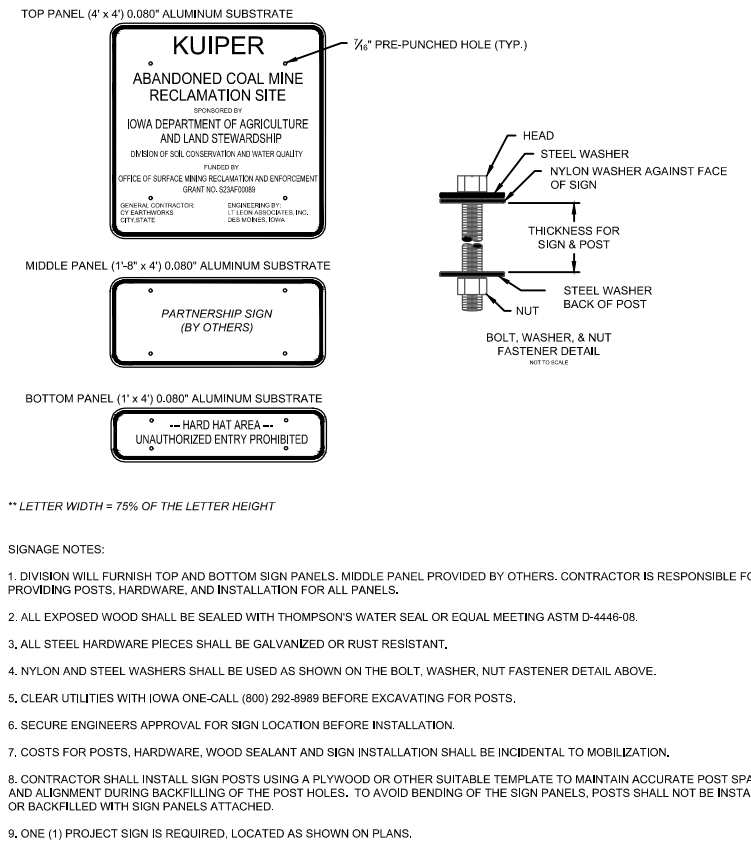 TOP PANEL (4' x 4') 0.080" ALUMINUM SUBSTRATE
KUIPER
7/16" PRE-PUNCHED HOLE (TYP.)
ABANDONED COAL MINE
RECLAMATION SITE
SPONSORED BY
IOWA DEPARTMENT OF AGRICULTURE
AND LAND STEWARDSHIP
DIVISION OF SOIL CONSERVATION AND WATER QUALITY
FUNDED BY
OFFICE OF SURFACE MINING RECLAMATION AND ENFORCEMENT
GRANT NO. S23AF00089
GENERAL CONTRACTOR:
CY EARTHWORKS
CITY,STATE
ENGINEERING BY:
LT LEON ASSOCIATES, INC.
DES MOINES, IOWA
HEAD
STEEL WASHER
NYLON WASHER AGAINST FACE
OF SIGN
THICKNESS FOR
SIGN & POST
STEEL WASHER
BACK OF POST
NUT
BOLT, WASHER, & NUT
FASTENER DETAIL
NOT TO SCALE
MIDDLE PANEL (1'-8" x 4') 0.080" ALUMINUM SUBSTRATE
PARTNERSHIP SIGN
(BY OTHERS)
BOTTOM PANEL (1' x 4') 0.080" ALUMINUM SUBSTRATE
--- HARD HAT AREA ---
UNAUTHORIZED ENTRY PROHIBITED
** LETTER WIDTH = 75% OF THE LETTER HEIGHT
SIGNAGE NOTES:
1. DIVISION WILL FURNISH TOP AND BOTTOM SIGN PANELS. MIDDLE PANEL PROVIDED BY OTHERS. CONTRACTOR IS RESPONSIBLE FO
PROVIDING POSTS, HARDWARE, AND INSTALLATION FOR ALL PANELS.
2. ALL EXPOSED WOOD SHALL BE SEALED WITH THOMPSON'S WATER SEAL OR EQUAL MEETING ASTM D-4446-08.
3. ALL STEEL HARDWARE PIECES SHALL BE GALVANIZED OR RUST RESISTANT.
4. NYLON AND STEEL WASHERS SHALL BE USED AS SHOWN ON THE BOLT, WASHER, NUT FASTENER DETAIL ABOVE.
5. CLEAR UTILITIES WITH IOWA ONE-CALL (800) 292-8989 BEFORE EXCAVATING FOR POSTS.
6. SECURE ENGINEERS APPROVAL FOR SIGN LOCATION BEFORE INSTALLATION.
7. COSTS FOR POSTS, HARDWARE, WOOD SEALANT AND SIGN INSTALLATION SHALL BE INCIDENTAL TO MOBILIZATION.
8. CONTRACTOR SHALL INSTALL SIGN POSTS USING A PLYWOOD OR OTHER SUITABLE TEMPLATE TO MAINTAIN ACCURATE POST SPA
AND ALIGNMENT DURING BACKFILLING OF THE POST HOLES. TO AVOID BENDING OF THE SIGN PANELS, POSTS SHALL NOT BE INSTA
OR BACKFILLED WITH SIGN PANELS ATTACHED.
9. ONE (1) PROJECT SIGN IS REQUIRED, LOCATED AS SHOWN ON PLANS.